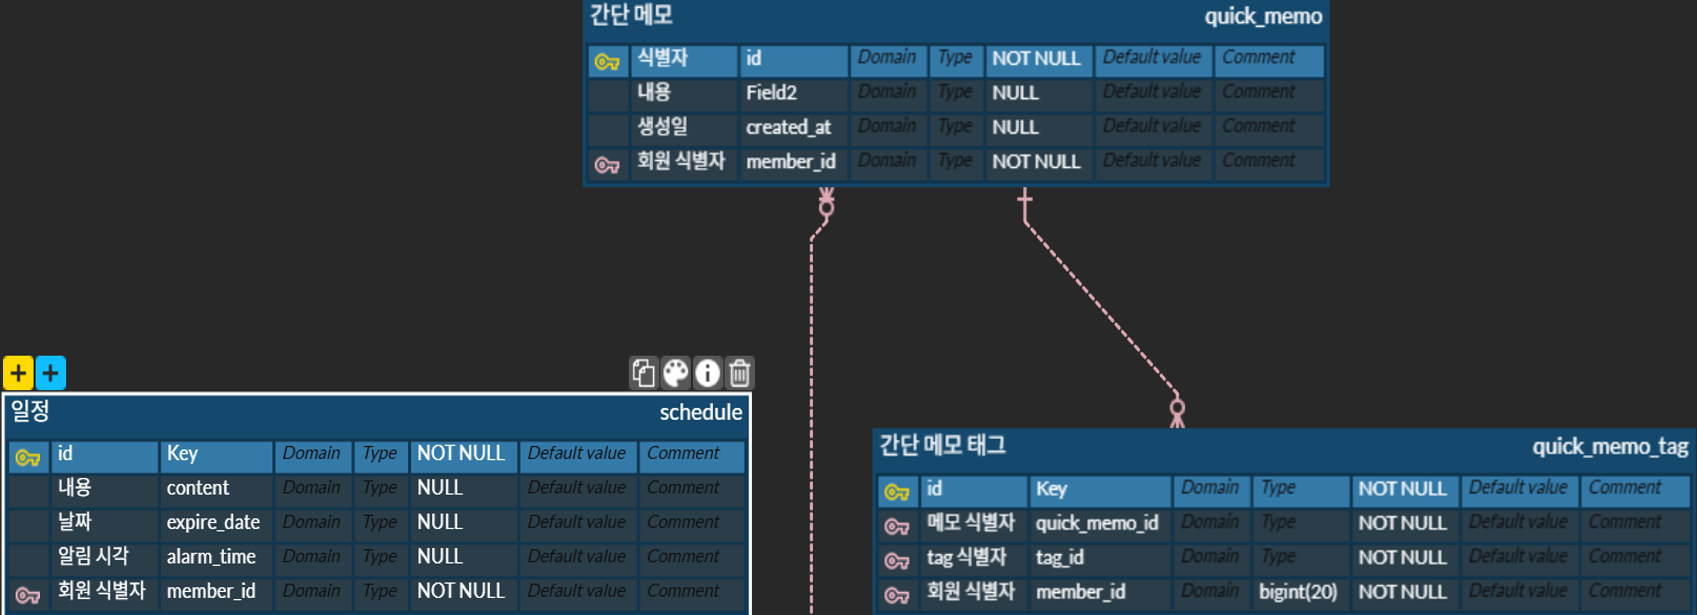 간단 메모 quick_memo
식별자 id Domain Type NOT NULL Default value Comment
내용 Field2 Domain Type NULL Default value Comment
생성일 created_at Domain Type NULL Default value Comment
회원 식별자 member_id Domain Type NOT NULL Default value Comment
일정 schedule
id Key Domain Type NOT NULL Default value Comment
내용 content Domain Type NULL Default value Comment
날짜 expire_date Domain Type NULL Default value Comment
알림 시각 alarm_time Domain Type NULL Default value Comment
회원 식별자 member_id Domain Type NOT NULL Default value Comment
간단 메모 태그 quick_memo_tag
id Key Domain Type NOT NULL Default value Comment
메모 식별자 quick_memo_id Domain Type NOT NULL Default value Comment
tag 식별자 tag_id Domain Type NOT NULL Default value Comment
회원 식별자 member_id Domain bigint(20) NOT NULL Default value Comment